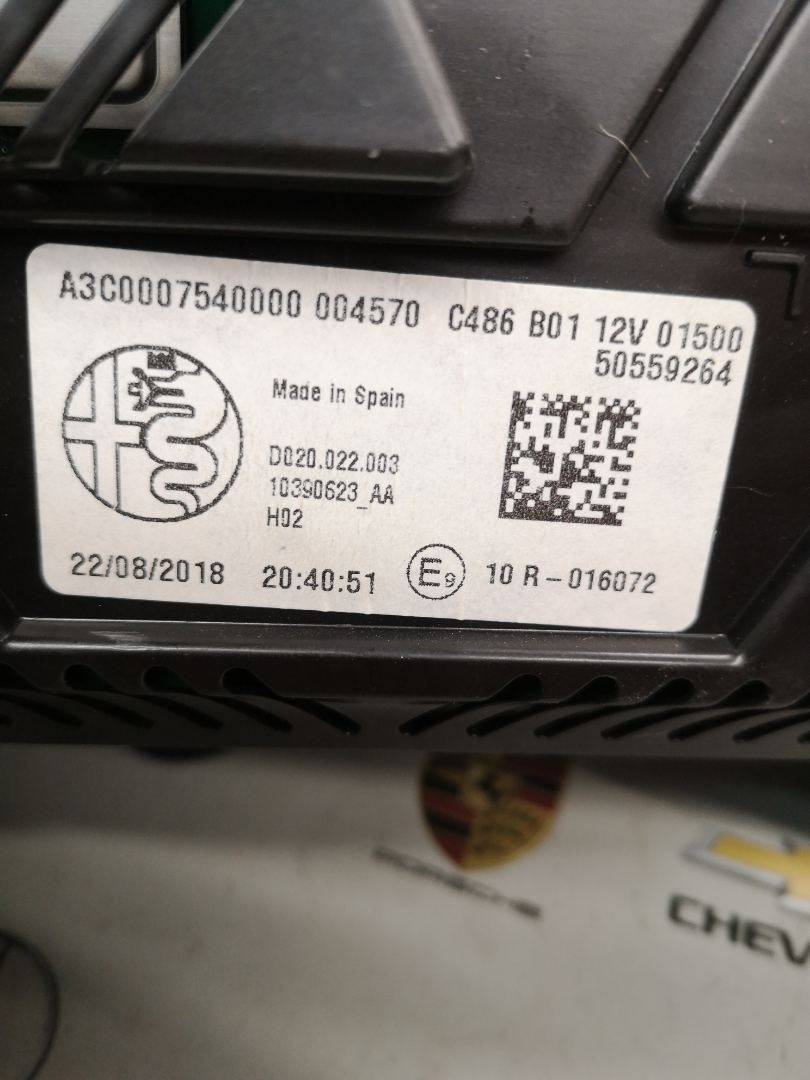 A3C0007540000 004570 C486 B01 12V 01500
50559264
Made in Spain
D020.022.003
10390623_AA
H02
22/08/2018 20:40:51 E9 10 R-016072
PORSCHE
CHEV